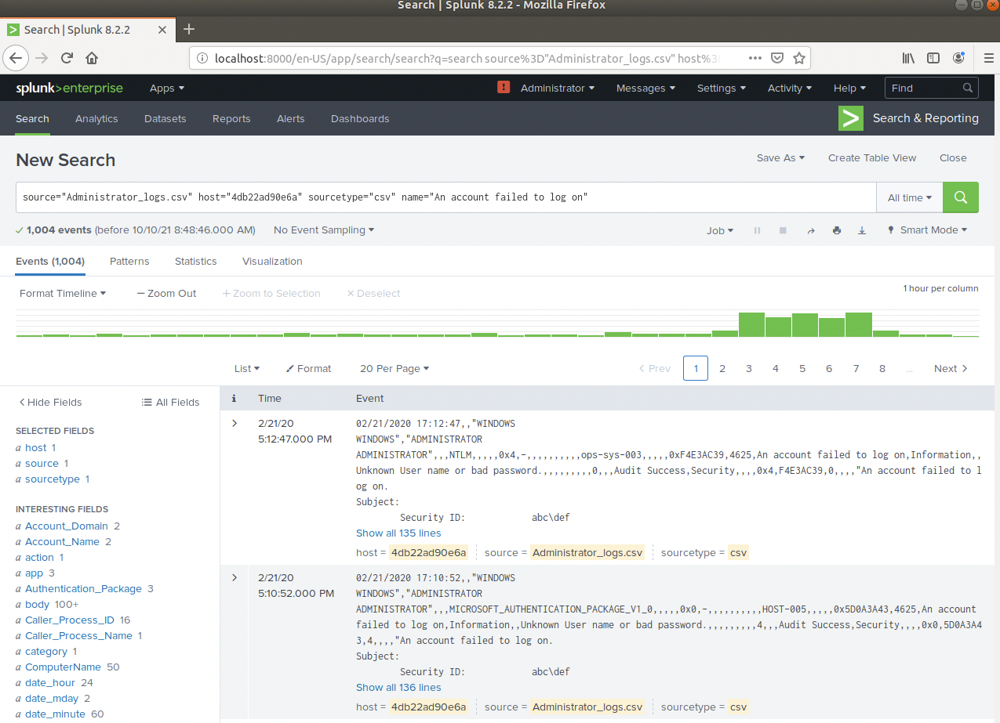 Search | Splunk 8.2.2 - Mozilla Firefox
Search | Splunk 8.2.2
localhost:8000/en-US/app/search/search?q=search source%3D"Administrator_logs.csv" host%3
splunk>enterprise Apps Administrator Messages Settings Activity Help Find
Search Analytics Datasets Reports Alerts Dashboards Search & Reporting
New Search Save As Create Table View Close
source="Administrator_logs.csv" host="4db22ad90e6a" sourcetype="csv" name="An account failed to log on" All time
1,004 events (before 10/10/21 8:48:46.000 AM) No Event Sampling Job Smart Mode
Events (1,004) Patterns Statistics Visualization
Format Timeline — Zoom Out + Zoom to Selection × Deselect 1 hour per column
List Format 20 Per Page < Prev 1 2 3 4 5 6 7 8 ... Next >
< Hide Fields All Fields
i Time Event
SELECTED FIELDS
a host 1
a source 1
a sourcetype 1
INTERESTING FIELDS
a Account_Domain 2
a Account_Name 2
a action 1
a app 3
a Authentication_Package 3
a body 100+
a Caller_Process_ID 16
a Caller_Process_Name 1
a category 1
a ComputerName 50
a date_hour 24
a date_mday 2
a date_minute 60
> 2/21/20
5:12:47.000 PM
02/21/2020 17:12:47,,"WINDOWS
WINDOWS","ADMINISTRATOR
ADMINISTRATOR",,,NTLM,,,,,0x4,-,,,,,,,,,,ops-sys-003,,,,,0xF4E3AC39,4625,An account failed to log on,Information,,
Unknown User name or bad password.,,,,,,,,,0,,,Audit Success,Security,,,,0x4,F4E3AC39,0,,,,"An account failed to l
og on.
Subject:
Security ID: abc\def
Show all 135 lines
host = 4db22ad90e6a source = Administrator_logs.csv sourcetype = csv
> 2/21/20
5:10:52.000 PM
02/21/2020 17:10:52,,"WINDOWS
WINDOWS","ADMINISTRATOR
ADMINISTRATOR",,,MICROSOFT_AUTHENTICATION_PACKAGE_V1_0,,,,,0x0,-,,,,,,,,,,HOST-005,,,,,0x5D0A3A43,4625,An account
failed to log on,Information,,Unknown User name or bad password.,,,,,,,,,4,,,Audit Success,Security,,,,0x0,5D0A3A4
3,4,,,,"An account failed to log on.
Subject:
Security ID: abc\def
Show all 136 lines
host = 4db22ad90e6a source = Administrator_logs.csv sourcetype = csv